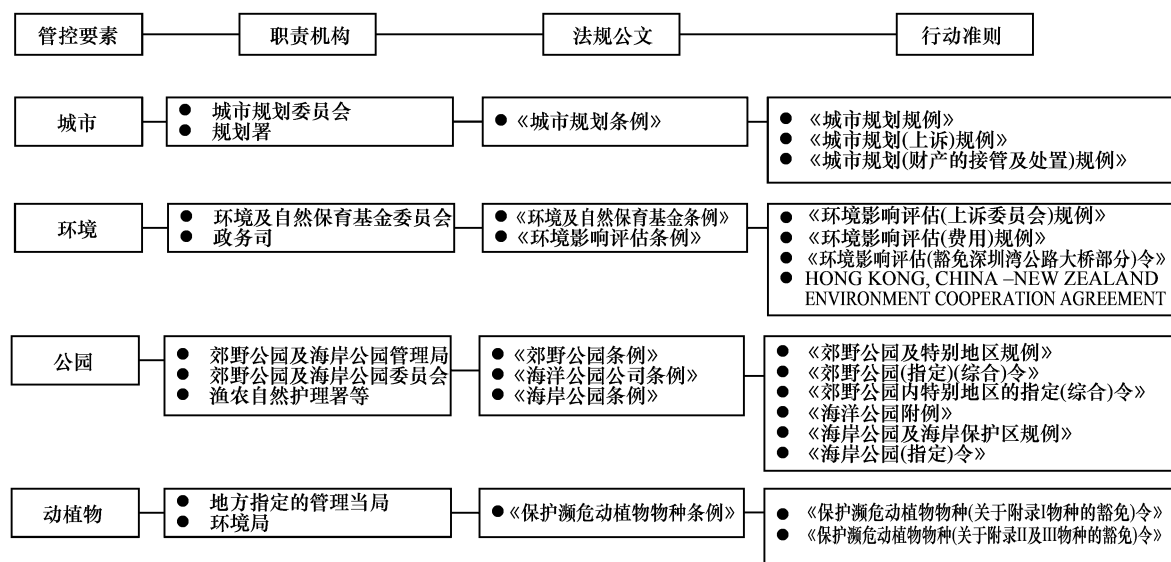 管控要素
职责机构
法规公文
行动准则
城市
城市规划委员会
规划署
《城市规划条例》
《城市规划规例》
《城市规划(上诉)规例》
《城市规划(财产的接管及处置)规例》
环境
环境及自然保育基金委员会
政务司
《环境及自然保育基金条例》
《环境影响评估条例》
《环境影响评估(上诉委员会)规例》
《环境影响评估(费用)规例》
《环境影响评估(豁免深圳湾公路大桥部分)令》
HONG KONG, CHINA –NEW ZEALAND
ENVIRONMENT COOPERATION AGREEMENT
公园
郊野公园及海岸公园管理局
郊野公园及海岸公园委员会
渔农自然护理署等
《郊野公园条例》
《海洋公园公司条例》
《海岸公园条例》
《郊野公园及特别地区规例》
《郊野公园(指定)(综合)令》
《郊野公园内特别地区的指定(综合)令》
《海洋公园附例》
《海岸公园及海岸保护区规例》
《海岸公园(指定)令》
动植物
地方指定的管理当局
环境局
《保护濒危动植物物种条例》
《保护濒危动植物物种(关于附录I物种的豁免)令》
《保护濒危动植物物种(关于附录II及III物种的豁免)令》